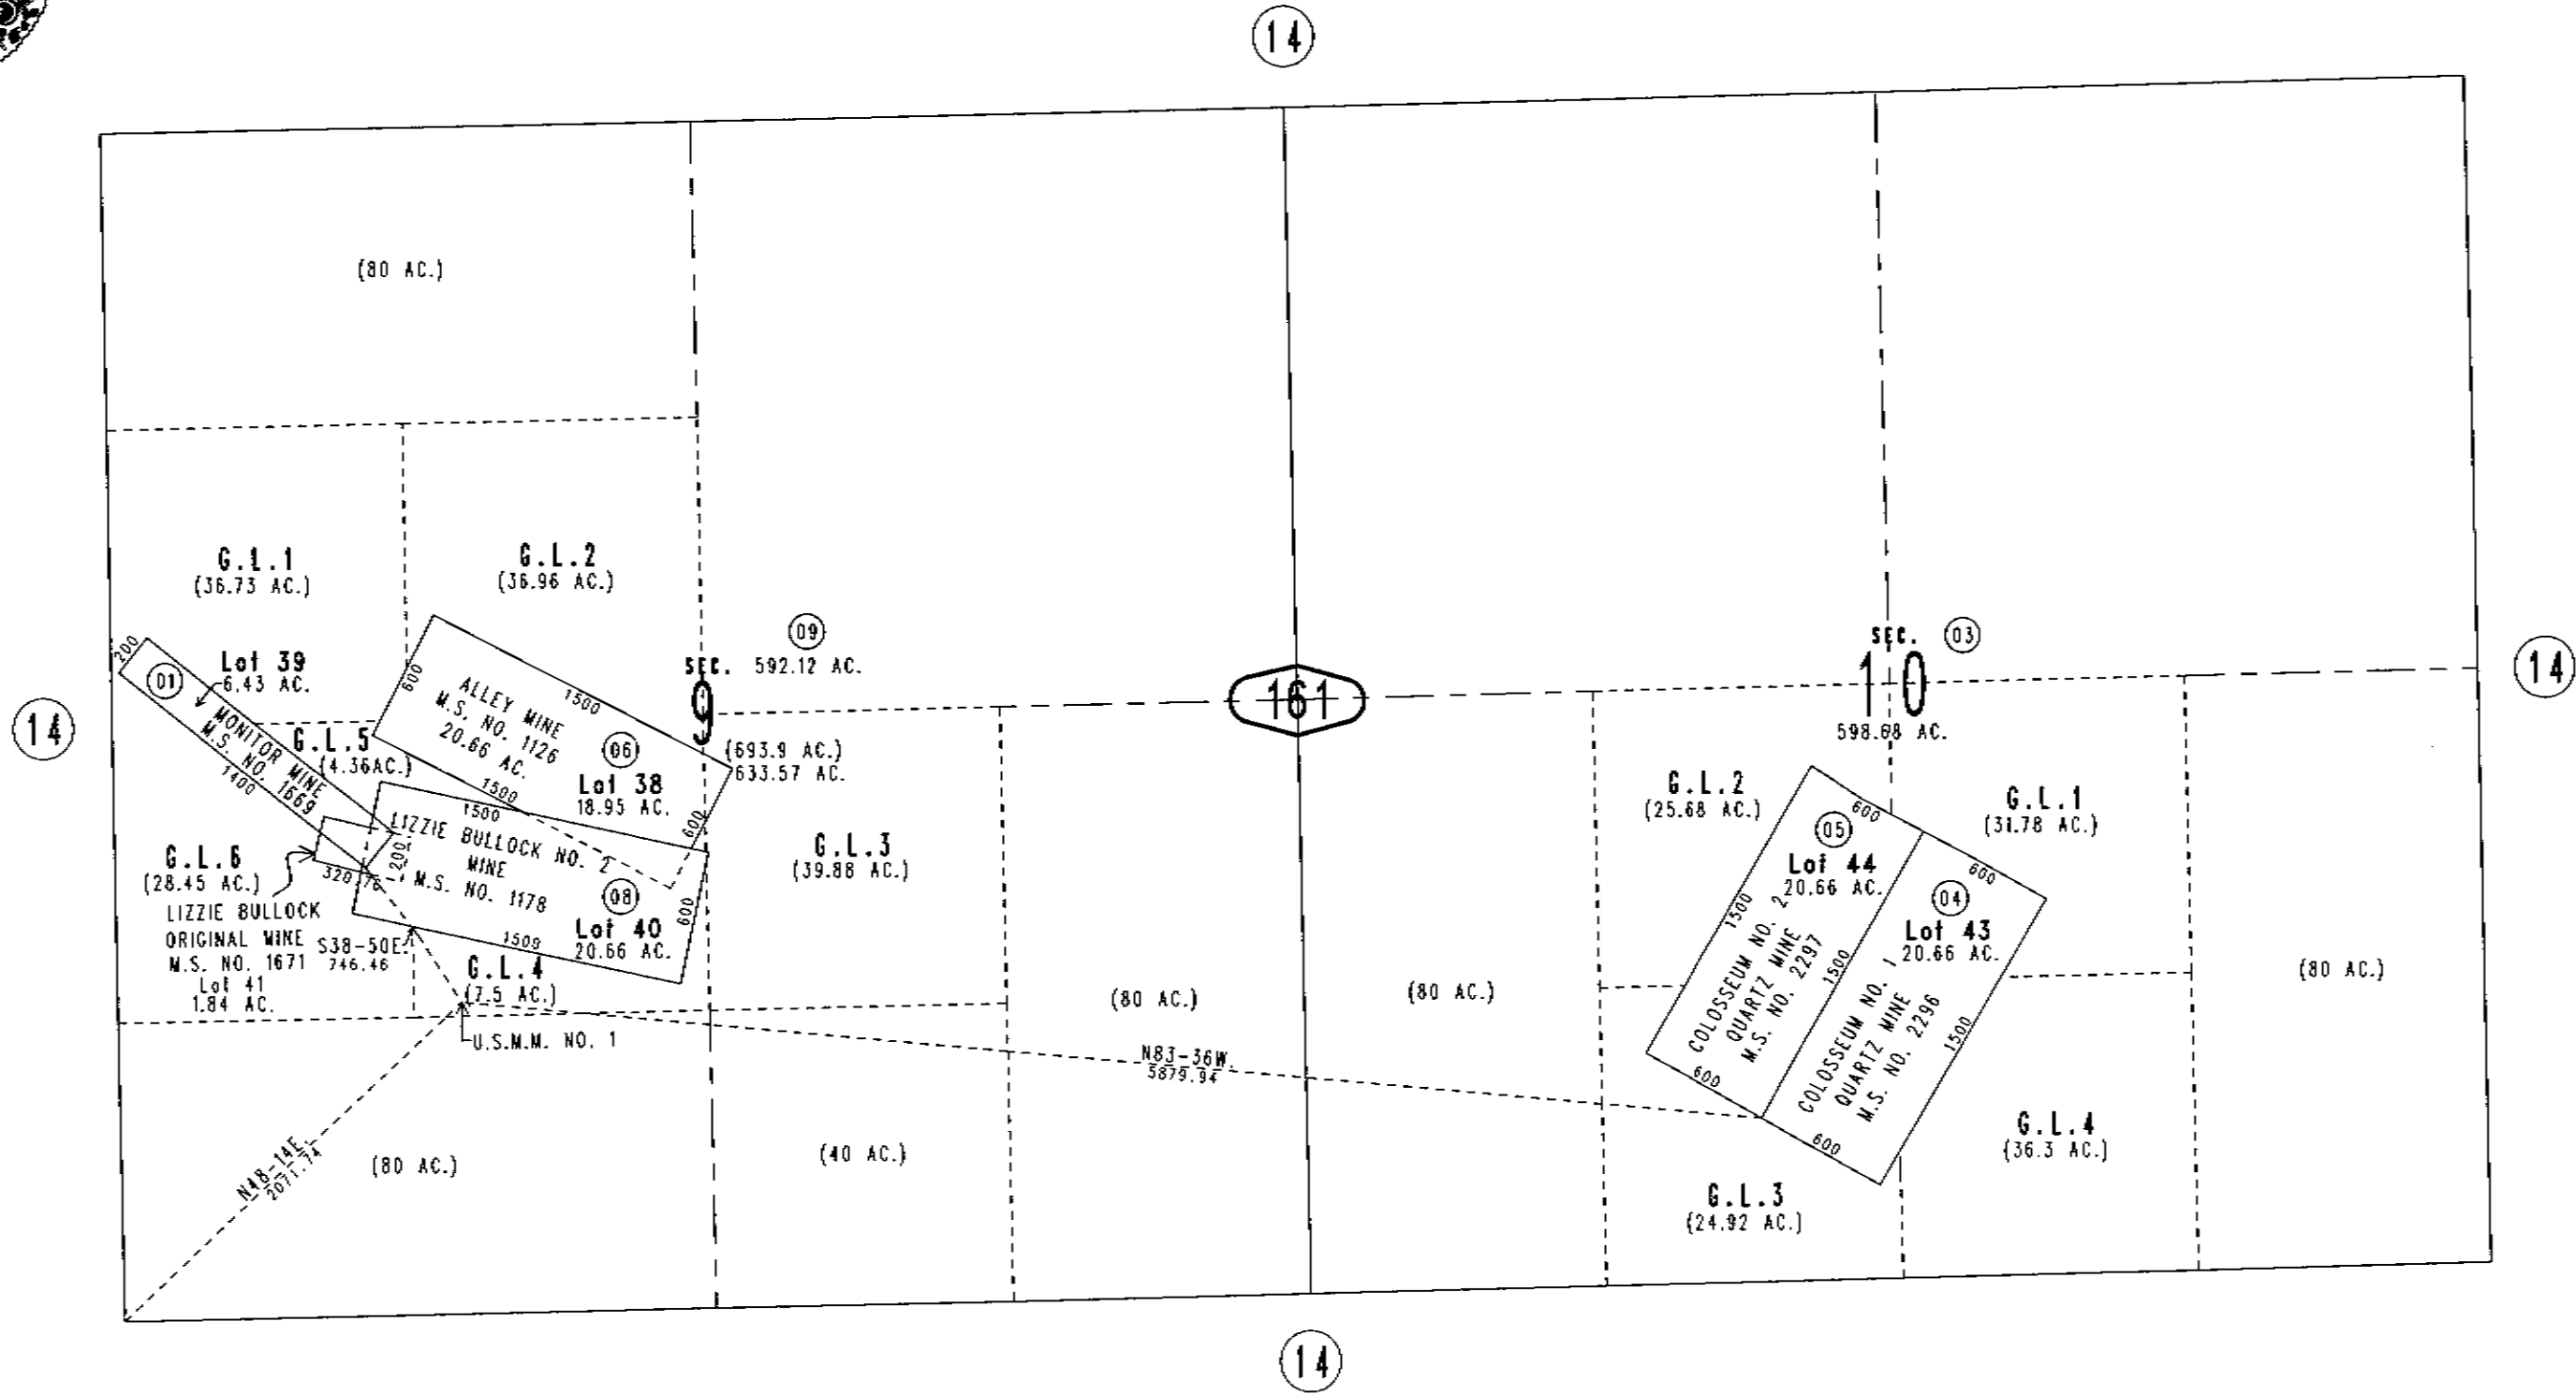 14
(80 AC.)
G.L.1
(36.73 AC.)
G.L.2
(36.96 AC.)
200
01
Lot 39
6.43 AC.
MONITOR MINE
M.S. NO. 1669
1400
G.L.5
(4.36AC.)
600
1500
ALLEY MINE
M.S. NO. 1126
20.66 AC.
06
Lot 38
18.95 AC.
1500
600
09
SEC. 592.12 AC.
9
(693.9 AC.)
633.57 AC.
14
161
SEC. 03
10
598.68 AC.
14
1500
LIZZIE BULLOCK NO. 2
MINE
M.S. NO. 1178
200
08
Lot 40
20.66 AC.
600
1500
G.L.6
(28.45 AC.)
320.76
LIZZIE BULLOCK
ORIGINAL MINE
M.S. NO. 1671
Lot 41
1.84 AC.
S38-50E.
746.46
G.L.4
(7.5 AC.)
U.S.M.M. NO. 1
G.L.3
(39.88 AC.)
(80 AC.)
(80 AC.)
N83-36W.
5879.94
N48-14E.
2071.74
(80 AC.)
(40 AC.)
G.L.2
(25.68 AC.)
600
05
Lot 44
20.66 AC.
1500
COLOSSEUM NO. 2
QUARTZ MINE
M.S. NO. 2297
600
1500
G.L.1
(31.78 AC.)
600
04
Lot 43
20.66 AC.
COLOSSEUM NO. 1
QUARTZ MINE
M.S. NO. 2296
1500
600
(80 AC.)
G.L.3
(24.92 AC.)
G.L.4
(36.3 AC.)
14